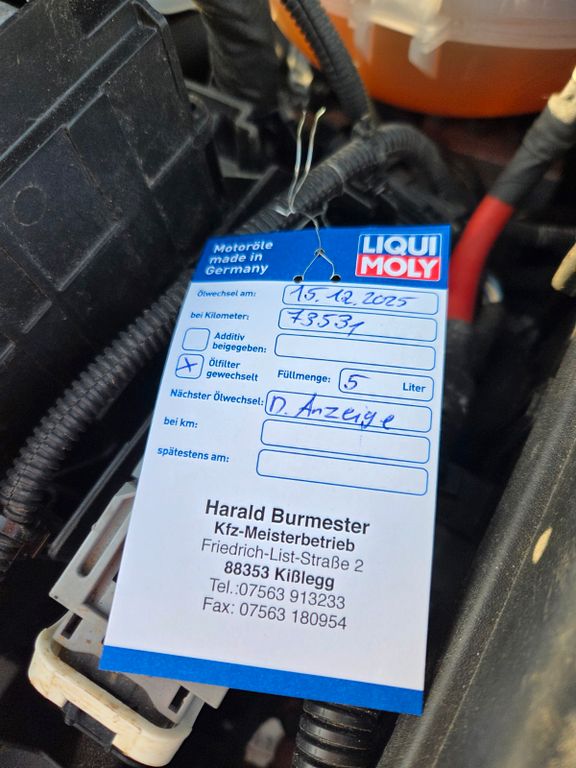 Motoröle
made in
Germany
LIQUI
MOLY
Ölwechsel am: 15.12.2025
bei Kilometer: 73531
Additiv
beigegeben:
X Ölfilter
gewechselt
Füllmenge: 5 Liter
Nächster Ölwechsel: n. Anzeige
bei km:
spätestens am:
Harald Burmester
Kfz-Meisterbetrieb
Friedrich-List-Straße 2
88353 Kißlegg
Tel.:07563 913233
Fax: 07563 180954